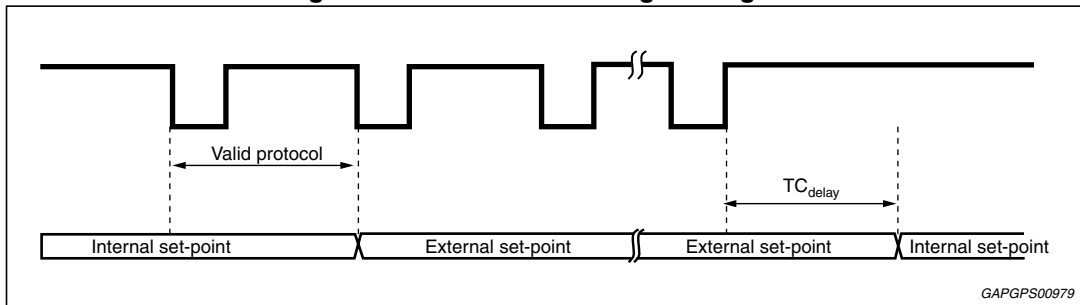 Valid protocol
TCdelay
Internal set-point
External set-point
External set-point
Internal set-point
GAPGPS00979